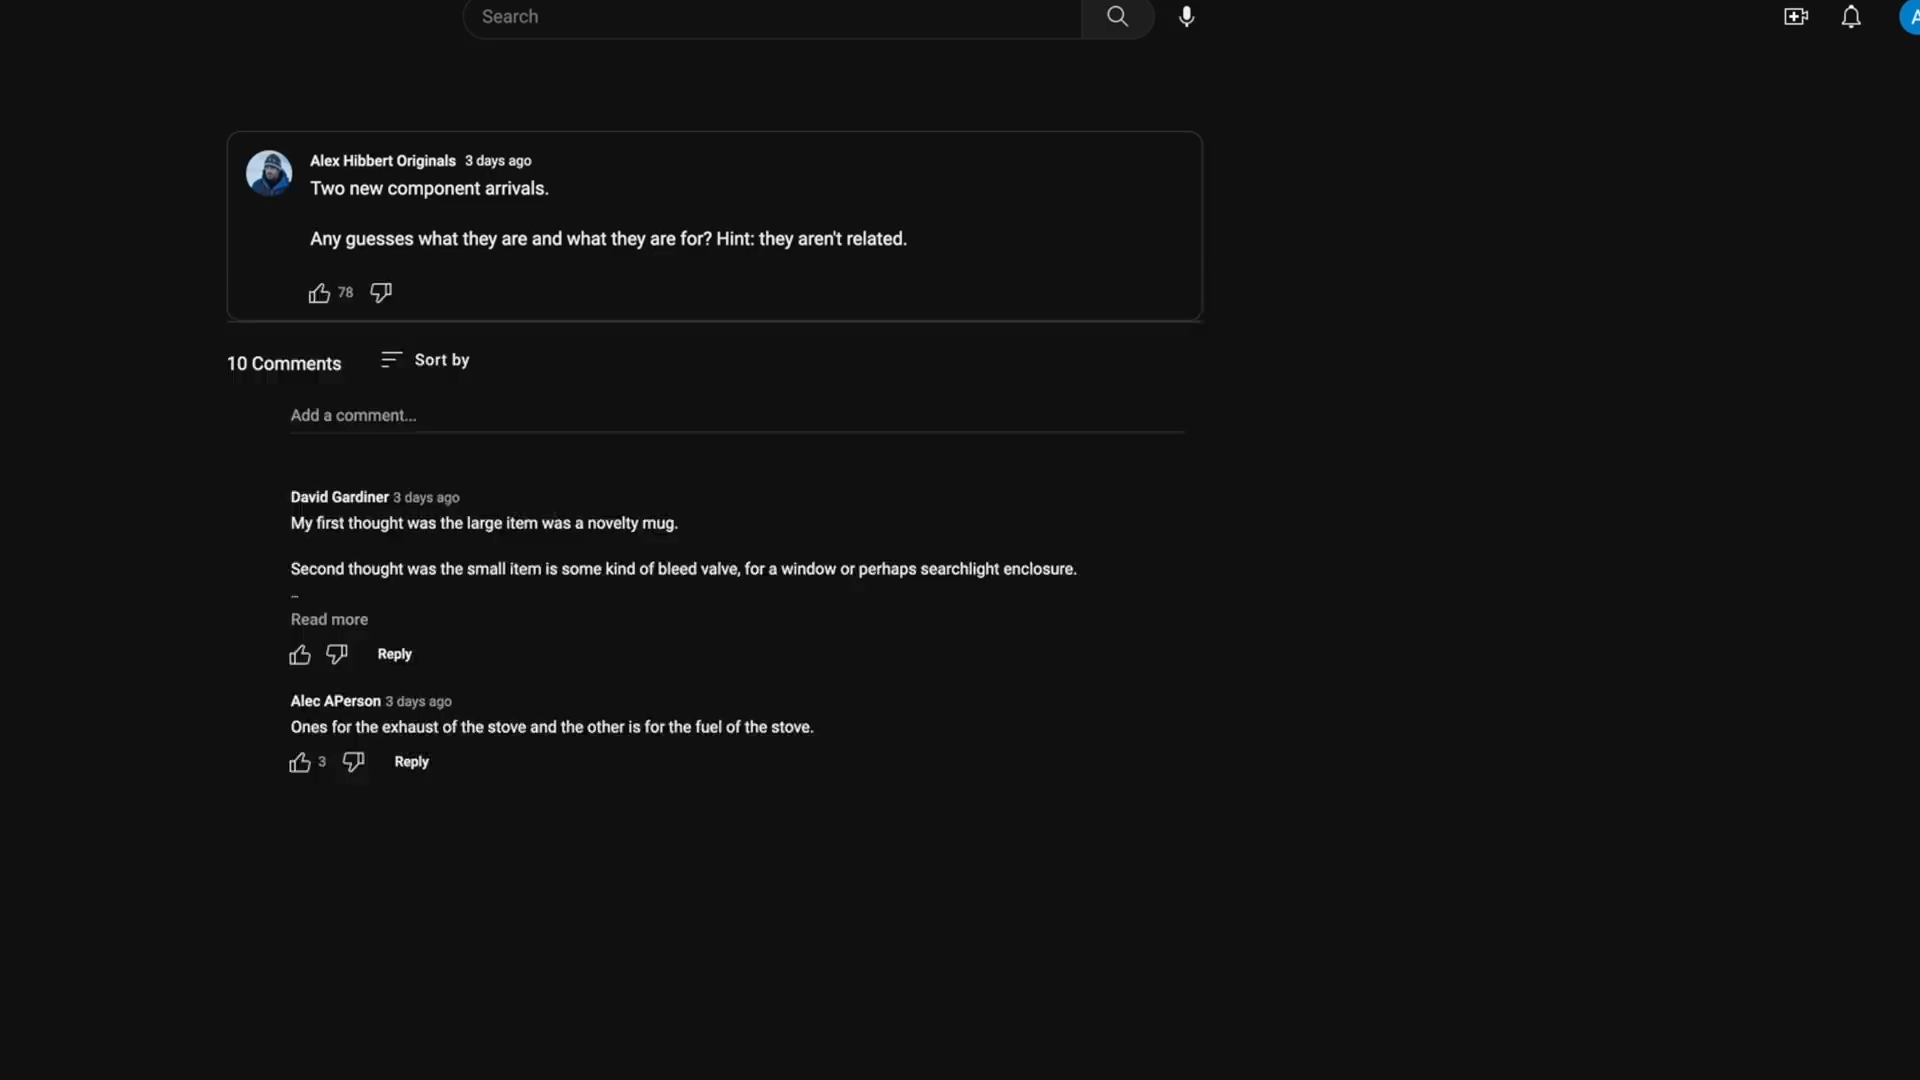 Search
A
Alex Hibbert Originals 3 days ago
Two new component arrivals.
Any guesses what they are and what they are for? Hint: they aren't related.
78
10 Comments Sort by
Add a comment...
David Gardiner 3 days ago
My first thought was the large item was a novelty mug.
Second thought was the small item is some kind of bleed valve, for a window or perhaps searchlight enclosure.
...
Read more
Reply
Alec APerson 3 days ago
Ones for the exhaust of the stove and the other is for the fuel of the stove.
3 Reply